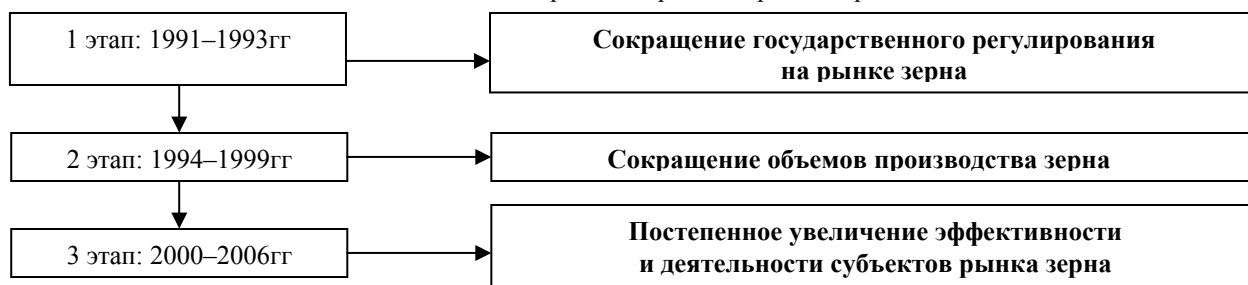 1 этап: 1991–1993гг
Сокращение государственного регулирования
на рынке зерна
2 этап: 1994–1999гг
Сокращение объемов производства зерна
3 этап: 2000–2006гг
Постепенное увеличение эффективности
и деятельности субъектов рынка зерна